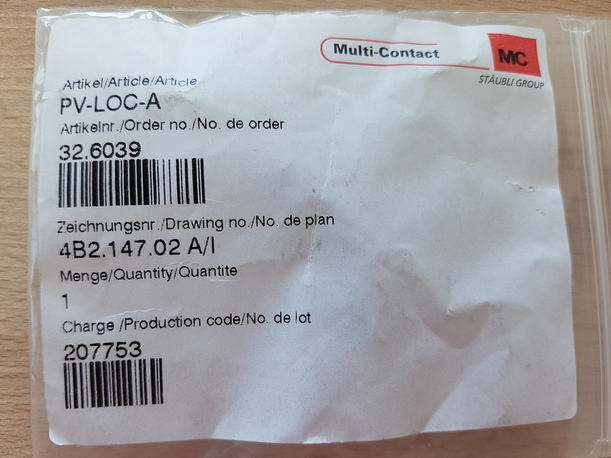 Multi-Contact
MC
STÄUBLI GROUP
Artikel/Article/Article
PV-LOC-A
Artikelnr./Order no./No. de order
32.6039
Zeichnungsnr./Drawing no./No. de plan
4B2.147.02 A/I
Menge/Quantity/Quantite
1
Charge /Production code/No. de lot
207753